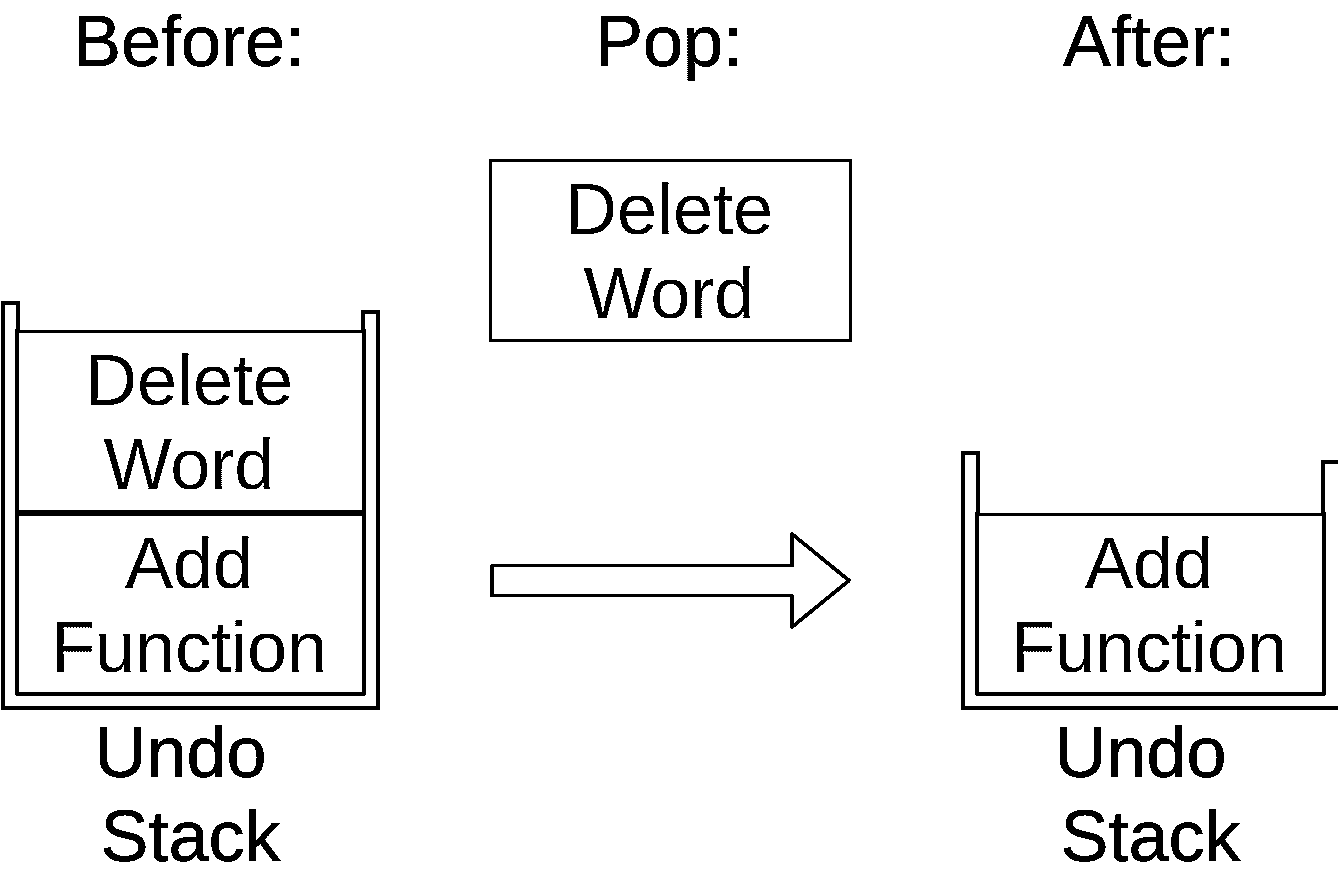 Before:
Pop:
After:
Delete
Word
Delete
Word
Add
Function
Add
Function
Undo
Stack
Undo
Stack